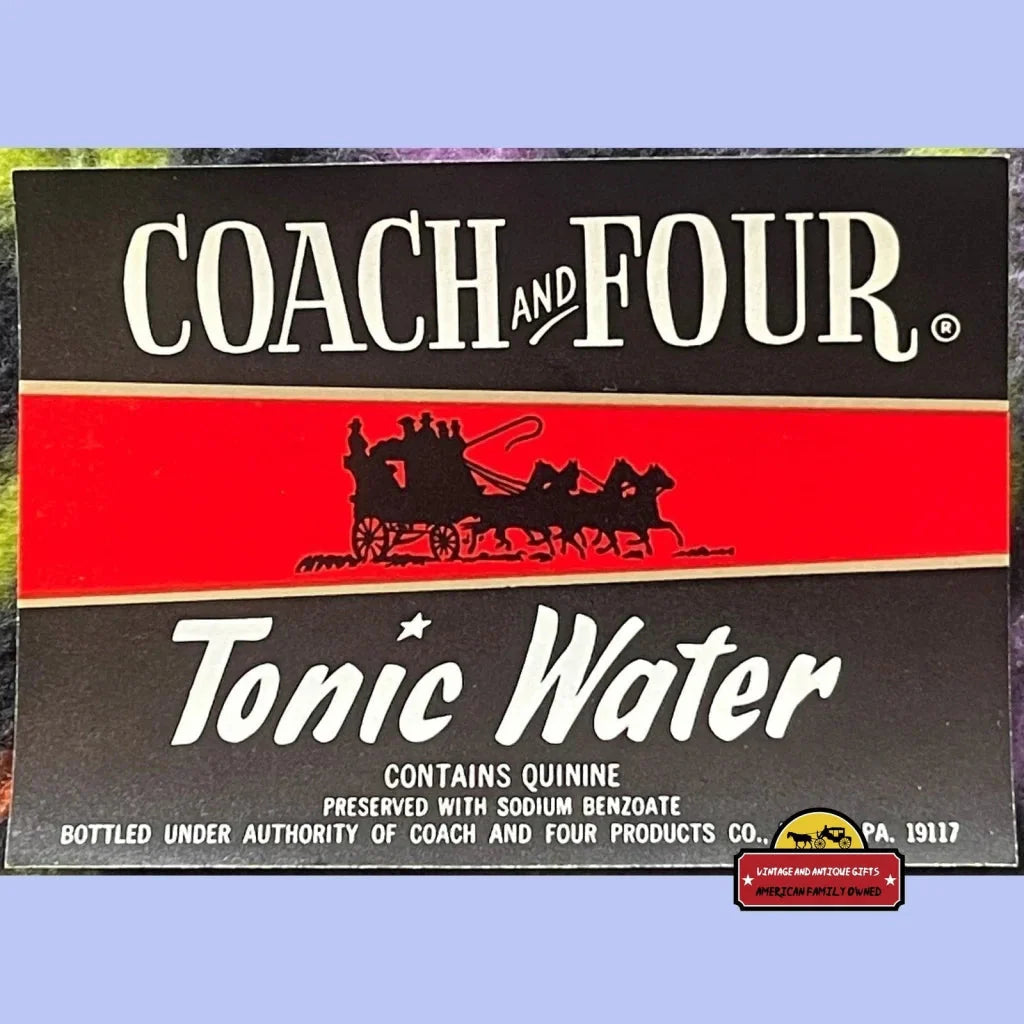 COACH AND FOUR ®
Tonic Water
CONTAINS QUININE
PRESERVED WITH SODIUM BENZOATE
BOTTLED UNDER AUTHORITY OF COACH AND FOUR PRODUCTS CO., PA. 19117
VINTAGE AND ANTIQUE GIFTS
AMERICAN FAMILY OWNED